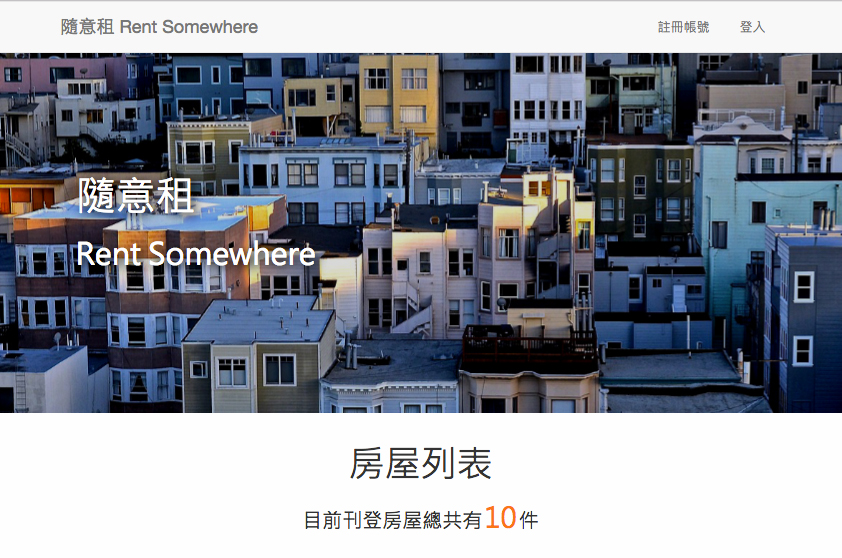 隨意租 Rent Somewhere
註冊帳號 登入
隨意租
Rent Somewhere
房屋列表
目前刊登房屋總共有10件